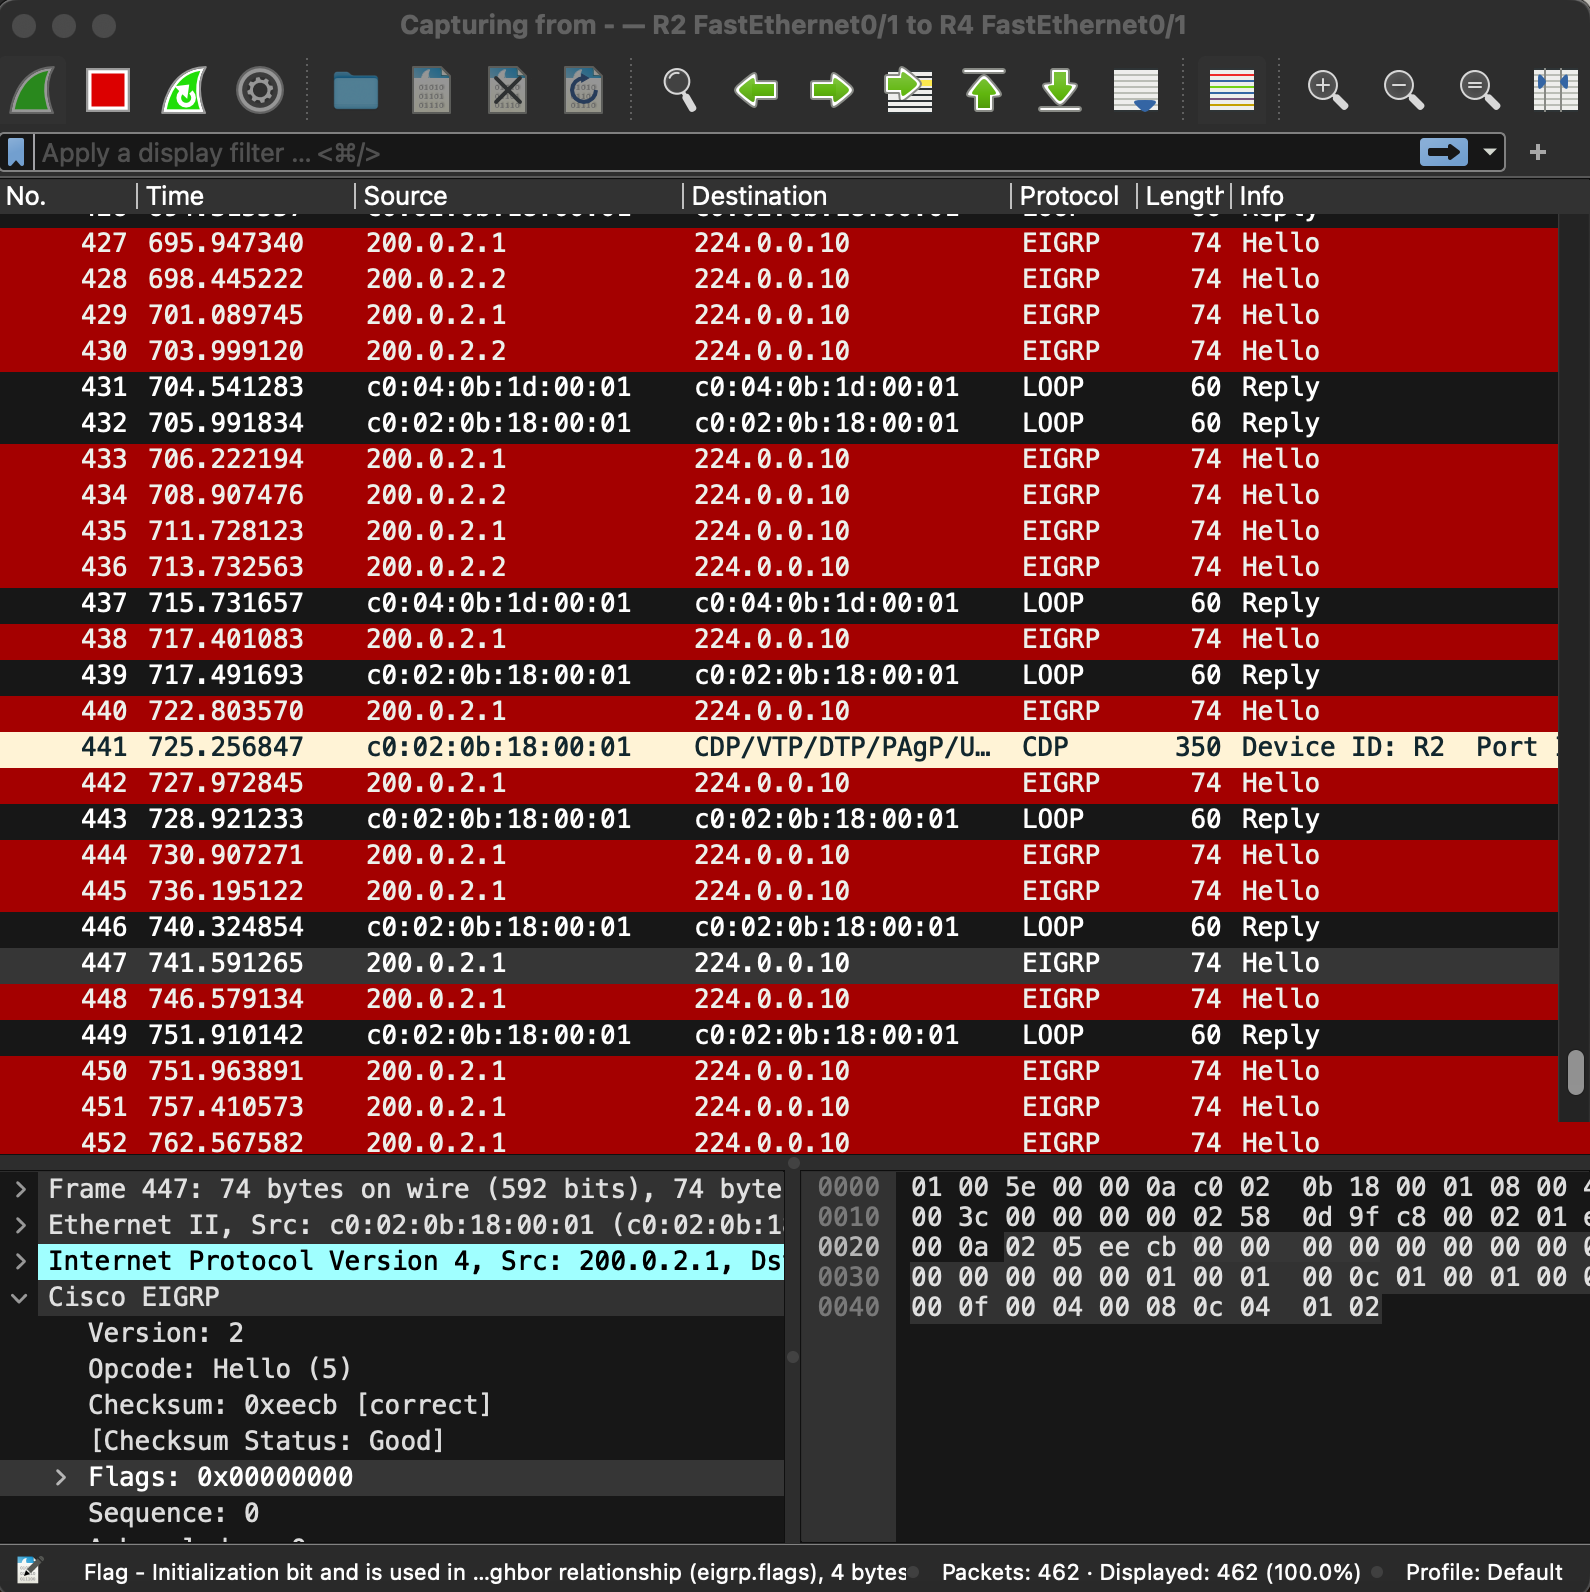 Capturing from - — R2 FastEthernet0/1 to R4 FastEthernet0/1
Apply a display filter ... <⌘/>
No. Time Source Destination Protocol Length Info
427 695.947340 200.0.2.1 224.0.0.10 EIGRP 74 Hello
428 698.445222 200.0.2.2 224.0.0.10 EIGRP 74 Hello
429 701.089745 200.0.2.1 224.0.0.10 EIGRP 74 Hello
430 703.999120 200.0.2.2 224.0.0.10 EIGRP 74 Hello
431 704.541283 c0:04:0b:1d:00:01 c0:04:0b:1d:00:01 LOOP 60 Reply
432 705.991834 c0:02:0b:18:00:01 c0:02:0b:18:00:01 LOOP 60 Reply
433 706.222194 200.0.2.1 224.0.0.10 EIGRP 74 Hello
434 708.907476 200.0.2.2 224.0.0.10 EIGRP 74 Hello
435 711.728123 200.0.2.1 224.0.0.10 EIGRP 74 Hello
436 713.732563 200.0.2.2 224.0.0.10 EIGRP 74 Hello
437 715.731657 c0:04:0b:1d:00:01 c0:04:0b:1d:00:01 LOOP 60 Reply
438 717.401083 200.0.2.1 224.0.0.10 EIGRP 74 Hello
439 717.491693 c0:02:0b:18:00:01 c0:02:0b:18:00:01 LOOP 60 Reply
440 722.803570 200.0.2.1 224.0.0.10 EIGRP 74 Hello
441 725.256847 c0:02:0b:18:00:01 CDP/VTP/DTP/PAgP/U… CDP 350 Device ID: R2 Port
442 727.972845 200.0.2.1 224.0.0.10 EIGRP 74 Hello
443 728.921233 c0:02:0b:18:00:01 c0:02:0b:18:00:01 LOOP 60 Reply
444 730.907271 200.0.2.1 224.0.0.10 EIGRP 74 Hello
445 736.195122 200.0.2.1 224.0.0.10 EIGRP 74 Hello
446 740.324854 c0:02:0b:18:00:01 c0:02:0b:18:00:01 LOOP 60 Reply
447 741.591265 200.0.2.1 224.0.0.10 EIGRP 74 Hello
448 746.579134 200.0.2.1 224.0.0.10 EIGRP 74 Hello
449 751.910142 c0:02:0b:18:00:01 c0:02:0b:18:00:01 LOOP 60 Reply
450 751.963891 200.0.2.1 224.0.0.10 EIGRP 74 Hello
451 757.410573 200.0.2.1 224.0.0.10 EIGRP 74 Hello
452 762.567582 200.0.2.1 224.0.0.10 EIGRP 74 Hello
Frame 447: 74 bytes on wire (592 bits), 74 byte
Ethernet II, Src: c0:02:0b:18:00:01 (c0:02:0b:1
Internet Protocol Version 4, Src: 200.0.2.1, Ds
Cisco EIGRP
Version: 2
Opcode: Hello (5)
Checksum: 0xeecb [correct]
[Checksum Status: Good]
Flags: 0x00000000
Sequence: 0
0000 01 00 5e 00 00 0a c0 02 0b 18 00 01 08 00
0010 00 3c 00 00 00 00 02 58 0d 9f c8 00 02 01
0020 00 0a 02 05 ee cb 00 00 00 00 00 00 00 00
0030 00 00 00 00 00 01 00 01 00 0c 01 00 01 00
0040 00 0f 00 04 00 08 0c 04 01 02
Flag - Initialization bit and is used in ...ghbor relationship (eigrp.flags), 4 bytes Packets: 462 · Displayed: 462 (100.0%) Profile: Default